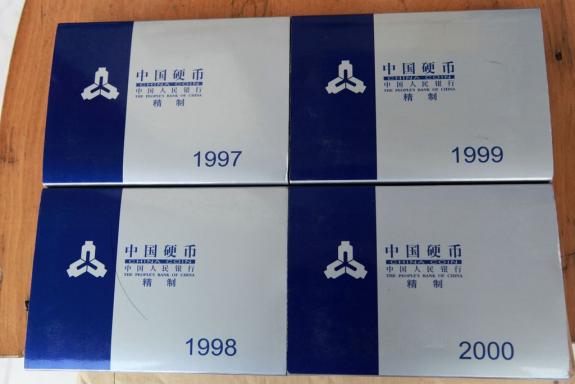 中国硬币
CHINA COIN
中国人民银行
THE PEOPLE'S BANK OF CHINA
精制
1997
中国硬币
CHINA COIN
中国人民银行
THE PEOPLE'S BANK OF CHINA
精制
1999
中国硬币
CHINA COIN
中国人民银行
THE PEOPLE'S BANK OF CHINA
精制
1998
中国硬币
CHINA COIN
中国人民银行
THE PEOPLE'S BANK OF CHINA
精制
2000